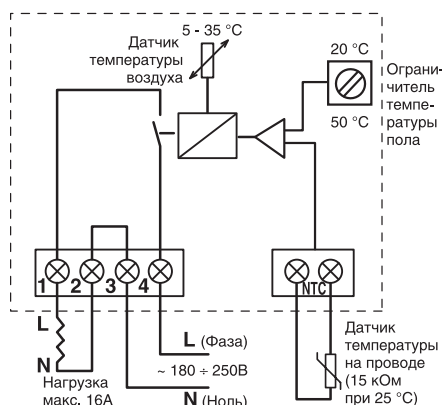 Датчик
температуры
воздуха
5 - 35 °C
20 °C
50 °C
Ограни-
читель
темпе-
ратуры
пола
1 2 3 4
NTC
L
N
Нагрузка
макс. 16А
L (Фаза)
~ 180 ÷ 250В
N (Ноль)
Датчик
температуры
на проводе
(15 кОм
при 25 °C)